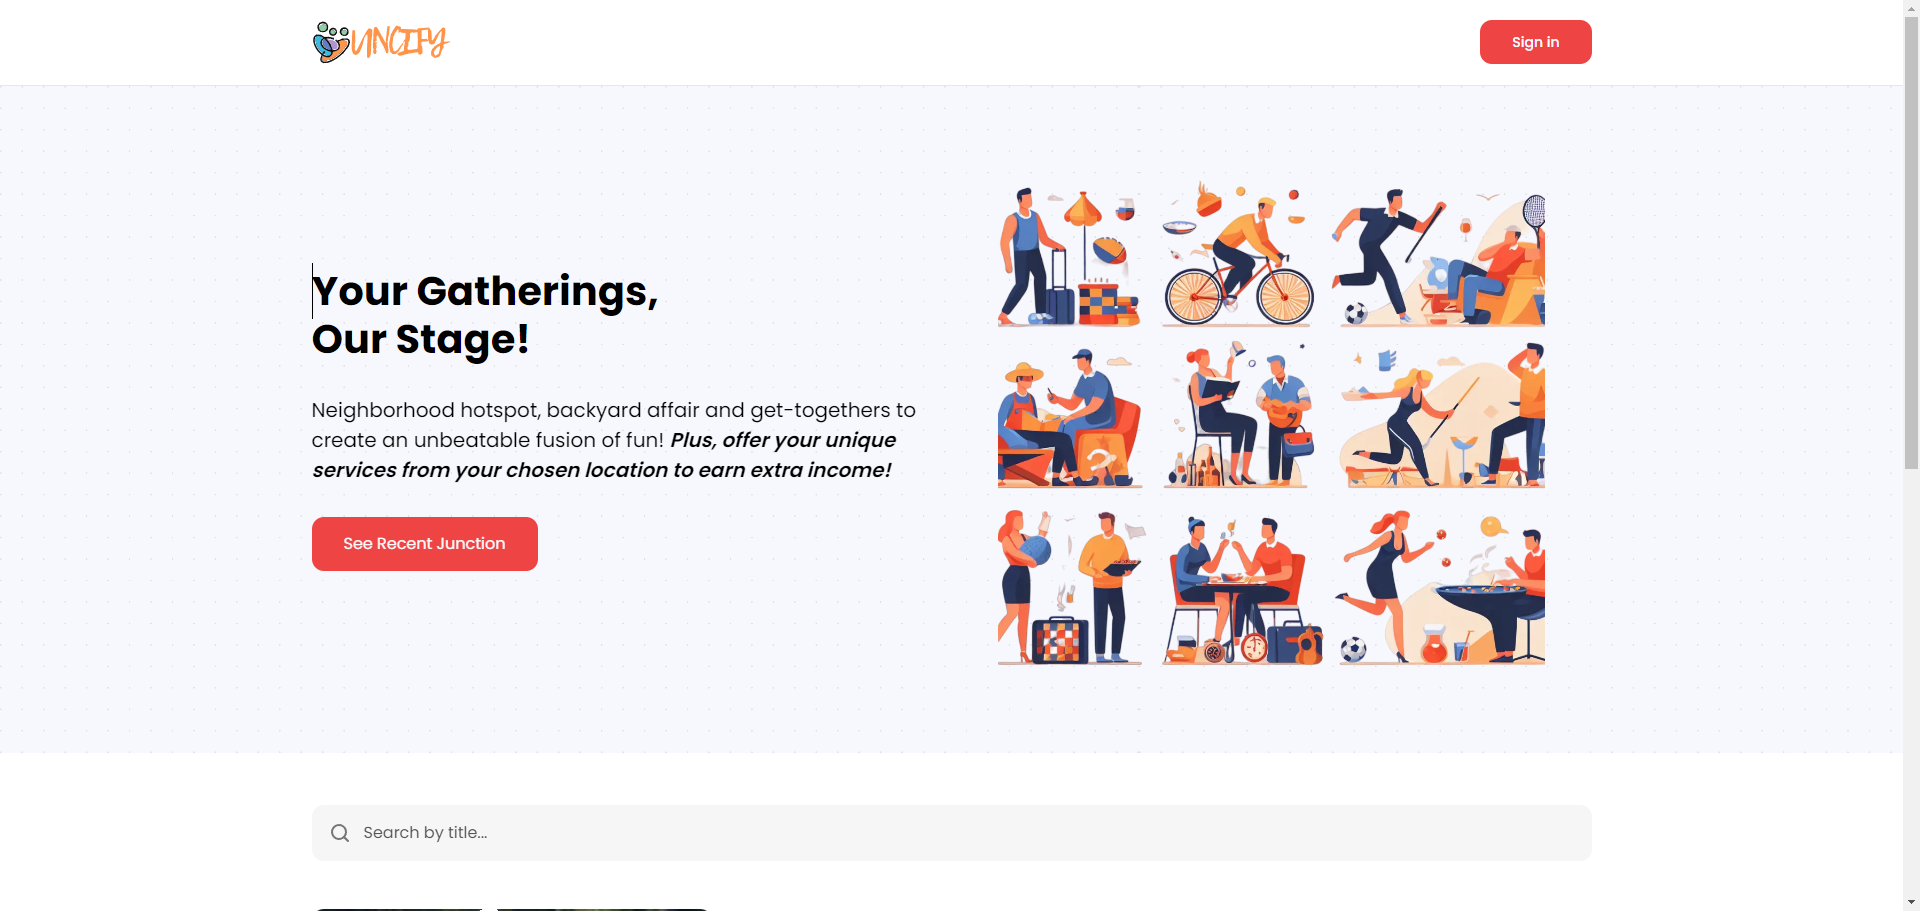 UNCIFY
Sign in
Your Gatherings,
Our Stage!
Neighborhood hotspot, backyard affair and get-togethers to
create an unbeatable fusion of fun! Plus, offer your unique
services from your chosen location to earn extra income!
See Recent Junction
Search by title...